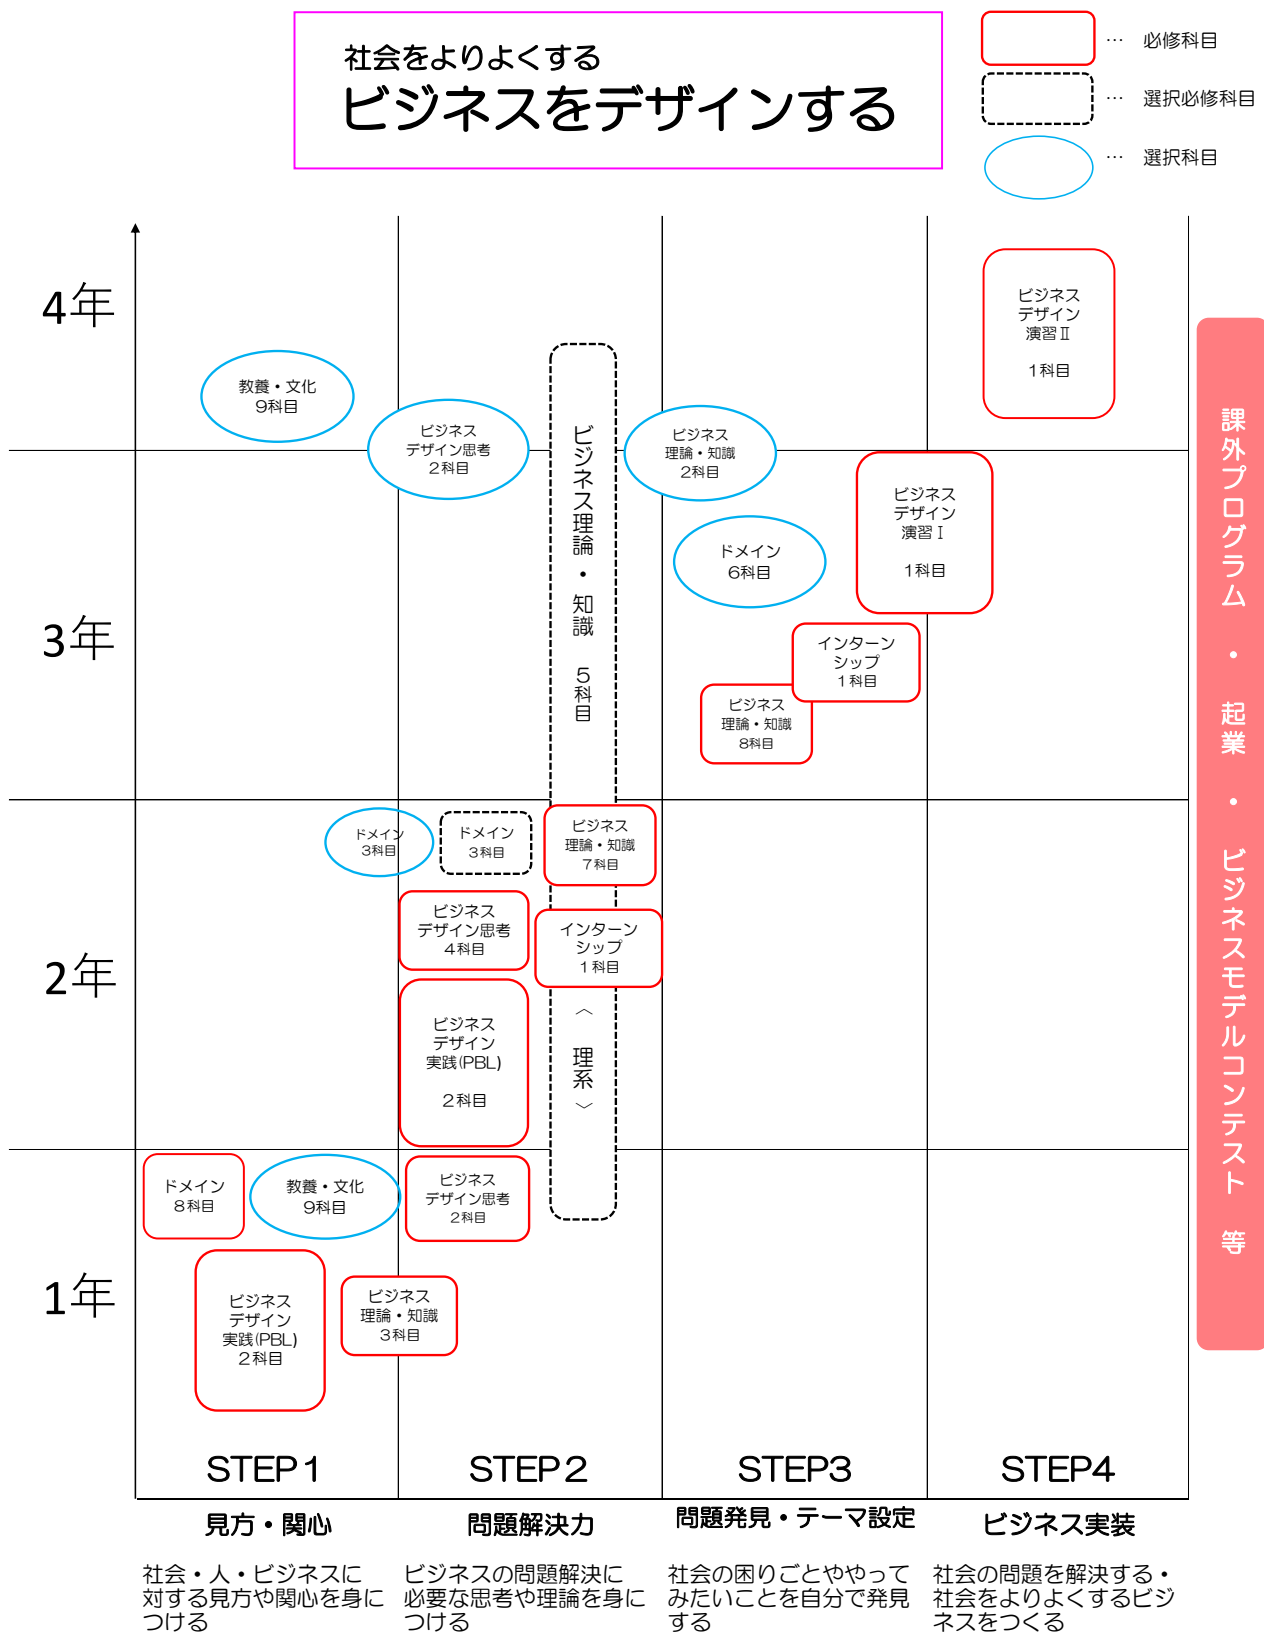 社会をよりよくする
ビジネスをデザインする
… 必修科目
… 選択必修科目
… 選択科目
4年
ビジネス
デザイン
演習Ⅱ
1科目
教養・文化
9科目
ビジネス
デザイン思考
2科目
ビジネス理論・知識 5科目
〈理系〉
ビジネス
理論・知識
2科目
3年
ビジネス
デザイン
演習Ⅰ
1科目
ドメイン
6科目
インターン
シップ
1科目
ビジネス
理論・知識
8科目
2年
ドメイン
3科目
ドメイン
3科目
ビジネス
理論・知識
7科目
ビジネス
デザイン思考
4科目
インターン
シップ
1科目
ビジネス
デザイン
実践(PBL)
2科目
1年
ドメイン
8科目
教養・文化
9科目
ビジネス
デザイン思考
2科目
ビジネス
デザイン
実践(PBL)
2科目
ビジネス
理論・知識
3科目
課外プログラム ・ 起業 ・ ビジネスモデルコンテスト 等
STEP1
STEP2
STEP3
STEP4
見方・関心
問題解決力
問題発見・テーマ設定
ビジネス実装
社会・人・ビジネスに
対する見方や関心を身に
つける
ビジネスの問題解決に
必要な思考や理論を身に
つける
社会の困りごとややって
みたいことを自分で発見
する
社会の問題を解決する・
社会をよりよくするビジ
ネスをつくる